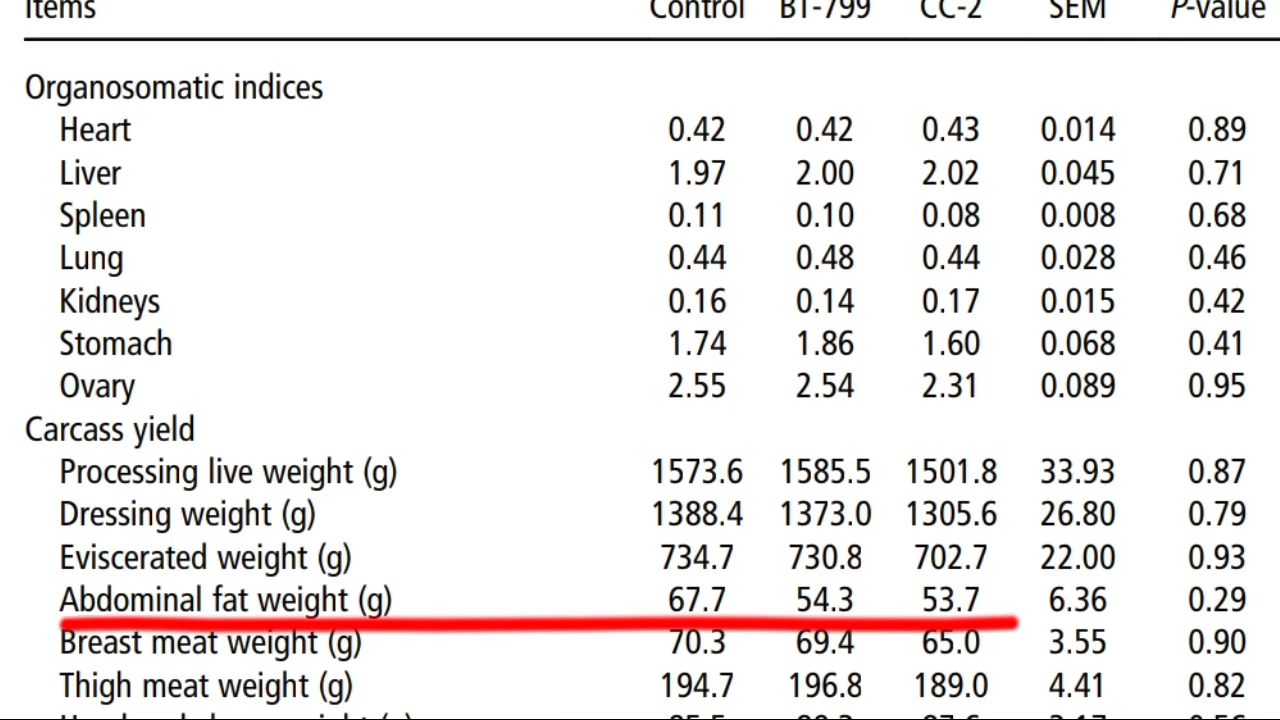 Items Control BT-799 CC-2 SEM P-value
Organosomatic indices
Heart 0.42 0.42 0.43 0.014 0.89
Liver 1.97 2.00 2.02 0.045 0.71
Spleen 0.11 0.10 0.08 0.008 0.68
Lung 0.44 0.48 0.44 0.028 0.46
Kidneys 0.16 0.14 0.17 0.015 0.42
Stomach 1.74 1.86 1.60 0.068 0.41
Ovary 2.55 2.54 2.31 0.089 0.95
Carcass yield
Processing live weight (g) 1573.6 1585.5 1501.8 33.93 0.87
Dressing weight (g) 1388.4 1373.0 1305.6 26.80 0.79
Eviscerated weight (g) 734.7 730.8 702.7 22.00 0.93
Abdominal fat weight (g) 67.7 54.3 53.7 6.36 0.29
Breast meat weight (g) 70.3 69.4 65.0 3.55 0.90
Thigh meat weight (g) 194.7 196.8 189.0 4.41 0.82